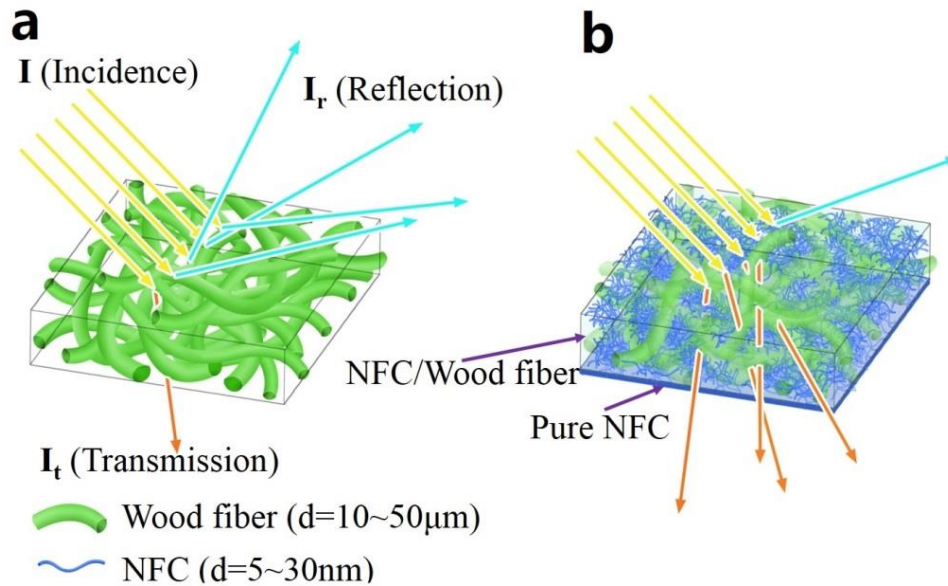 a
b
I (Incidence)
Ir (Reflection)
NFC/Wood fiber
Pure NFC
It (Transmission)
Wood fiber (d=10~50μm)
NFC (d=5~30nm)